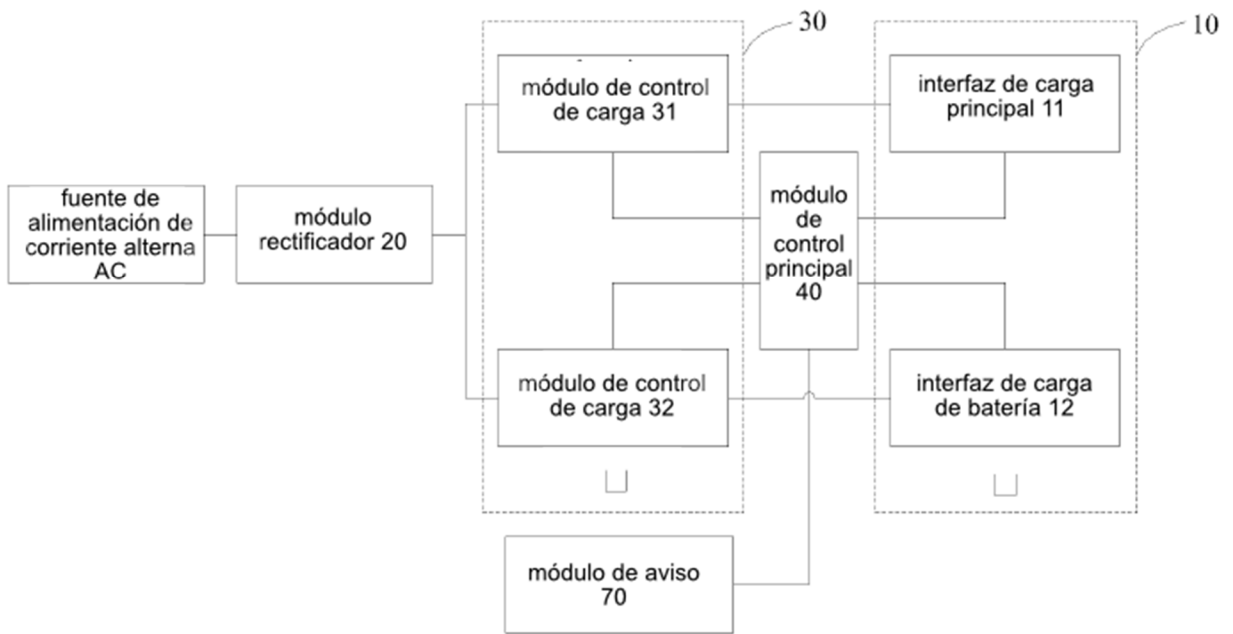 30
10
módulo de control
de carga 31
interfaz de carga
principal 11
fuente de
alimentación de
corriente alterna
AC
módulo
rectificador 20
módulo
de
control
principal
40
módulo de control
de carga 32
interfaz de carga
de batería 12
módulo de aviso
70